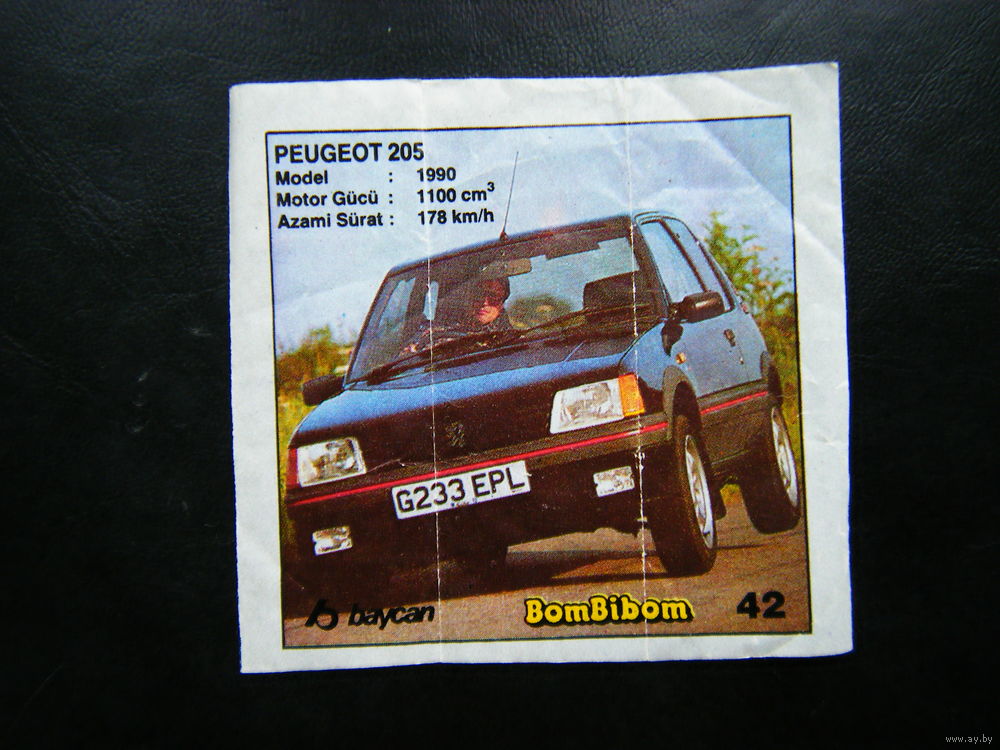 PEUGEOT 205
Model : 1990
Motor Gücü : 1100 cm³
Azami Sürat : 178 km/h
G233 EPL
baycan BomBibom 42
www.ay.by